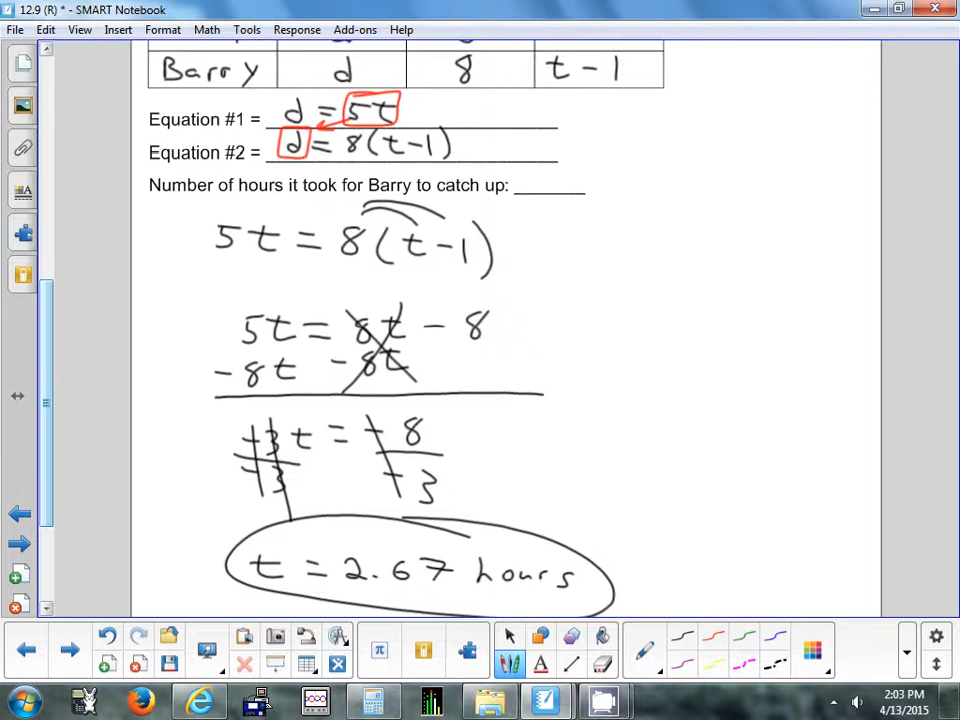 12.9 (R) * - SMART Notebook
File Edit View Insert Format Math Tools Response Add-ons Help
Barry d 8 t - 1
Equation #1 = d = 5t
Equation #2 = d = 8(t-1)
Number of hours it took for Barry to catch up: _______
5t = 8(t-1)
5t = 8t - 8
-8t -8t
-3t = -8
-3 -3
t = 2.67 hours
2:03 PM
4/13/2015